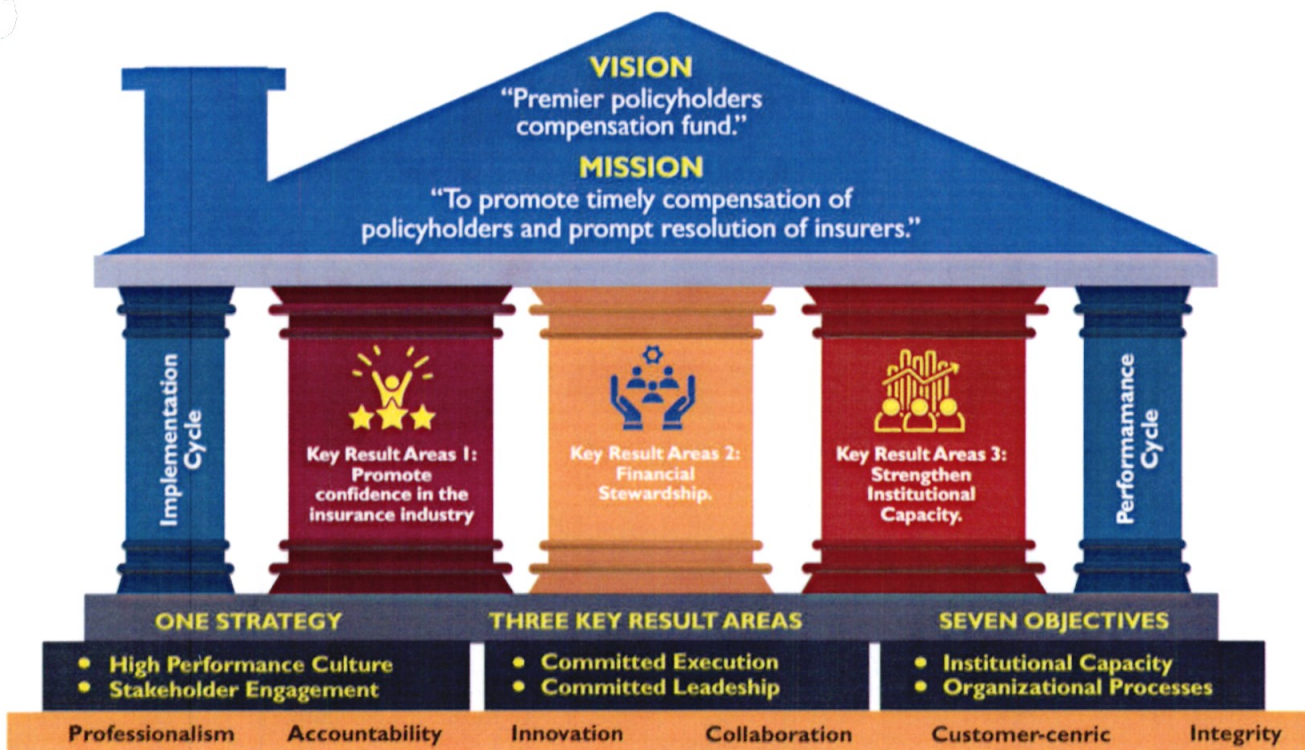 VISION
“Premier policyholders
compensation fund.”
MISSION
“To promote timely compensation of
policyholders and prompt resolution of insurers.”
Implementation
Cycle
Key Result Areas 1:
Promote
confidence in the
insurance industry
Key Result Areas 2:
Financial
Stewardship.
Key Result Areas 3:
Strengthen
Institutional
Capacity.
Performamance
Cycle
ONE STRATEGY
THREE KEY RESULT AREAS
SEVEN OBJECTIVES
• High Performance Culture
• Stakeholder Engagement
• Committed Execution
• Committed Leadeship
• Institutional Capacity
• Organizational Processes
Professionalism Accountability Innovation Collaboration Customer-cenric Integrity